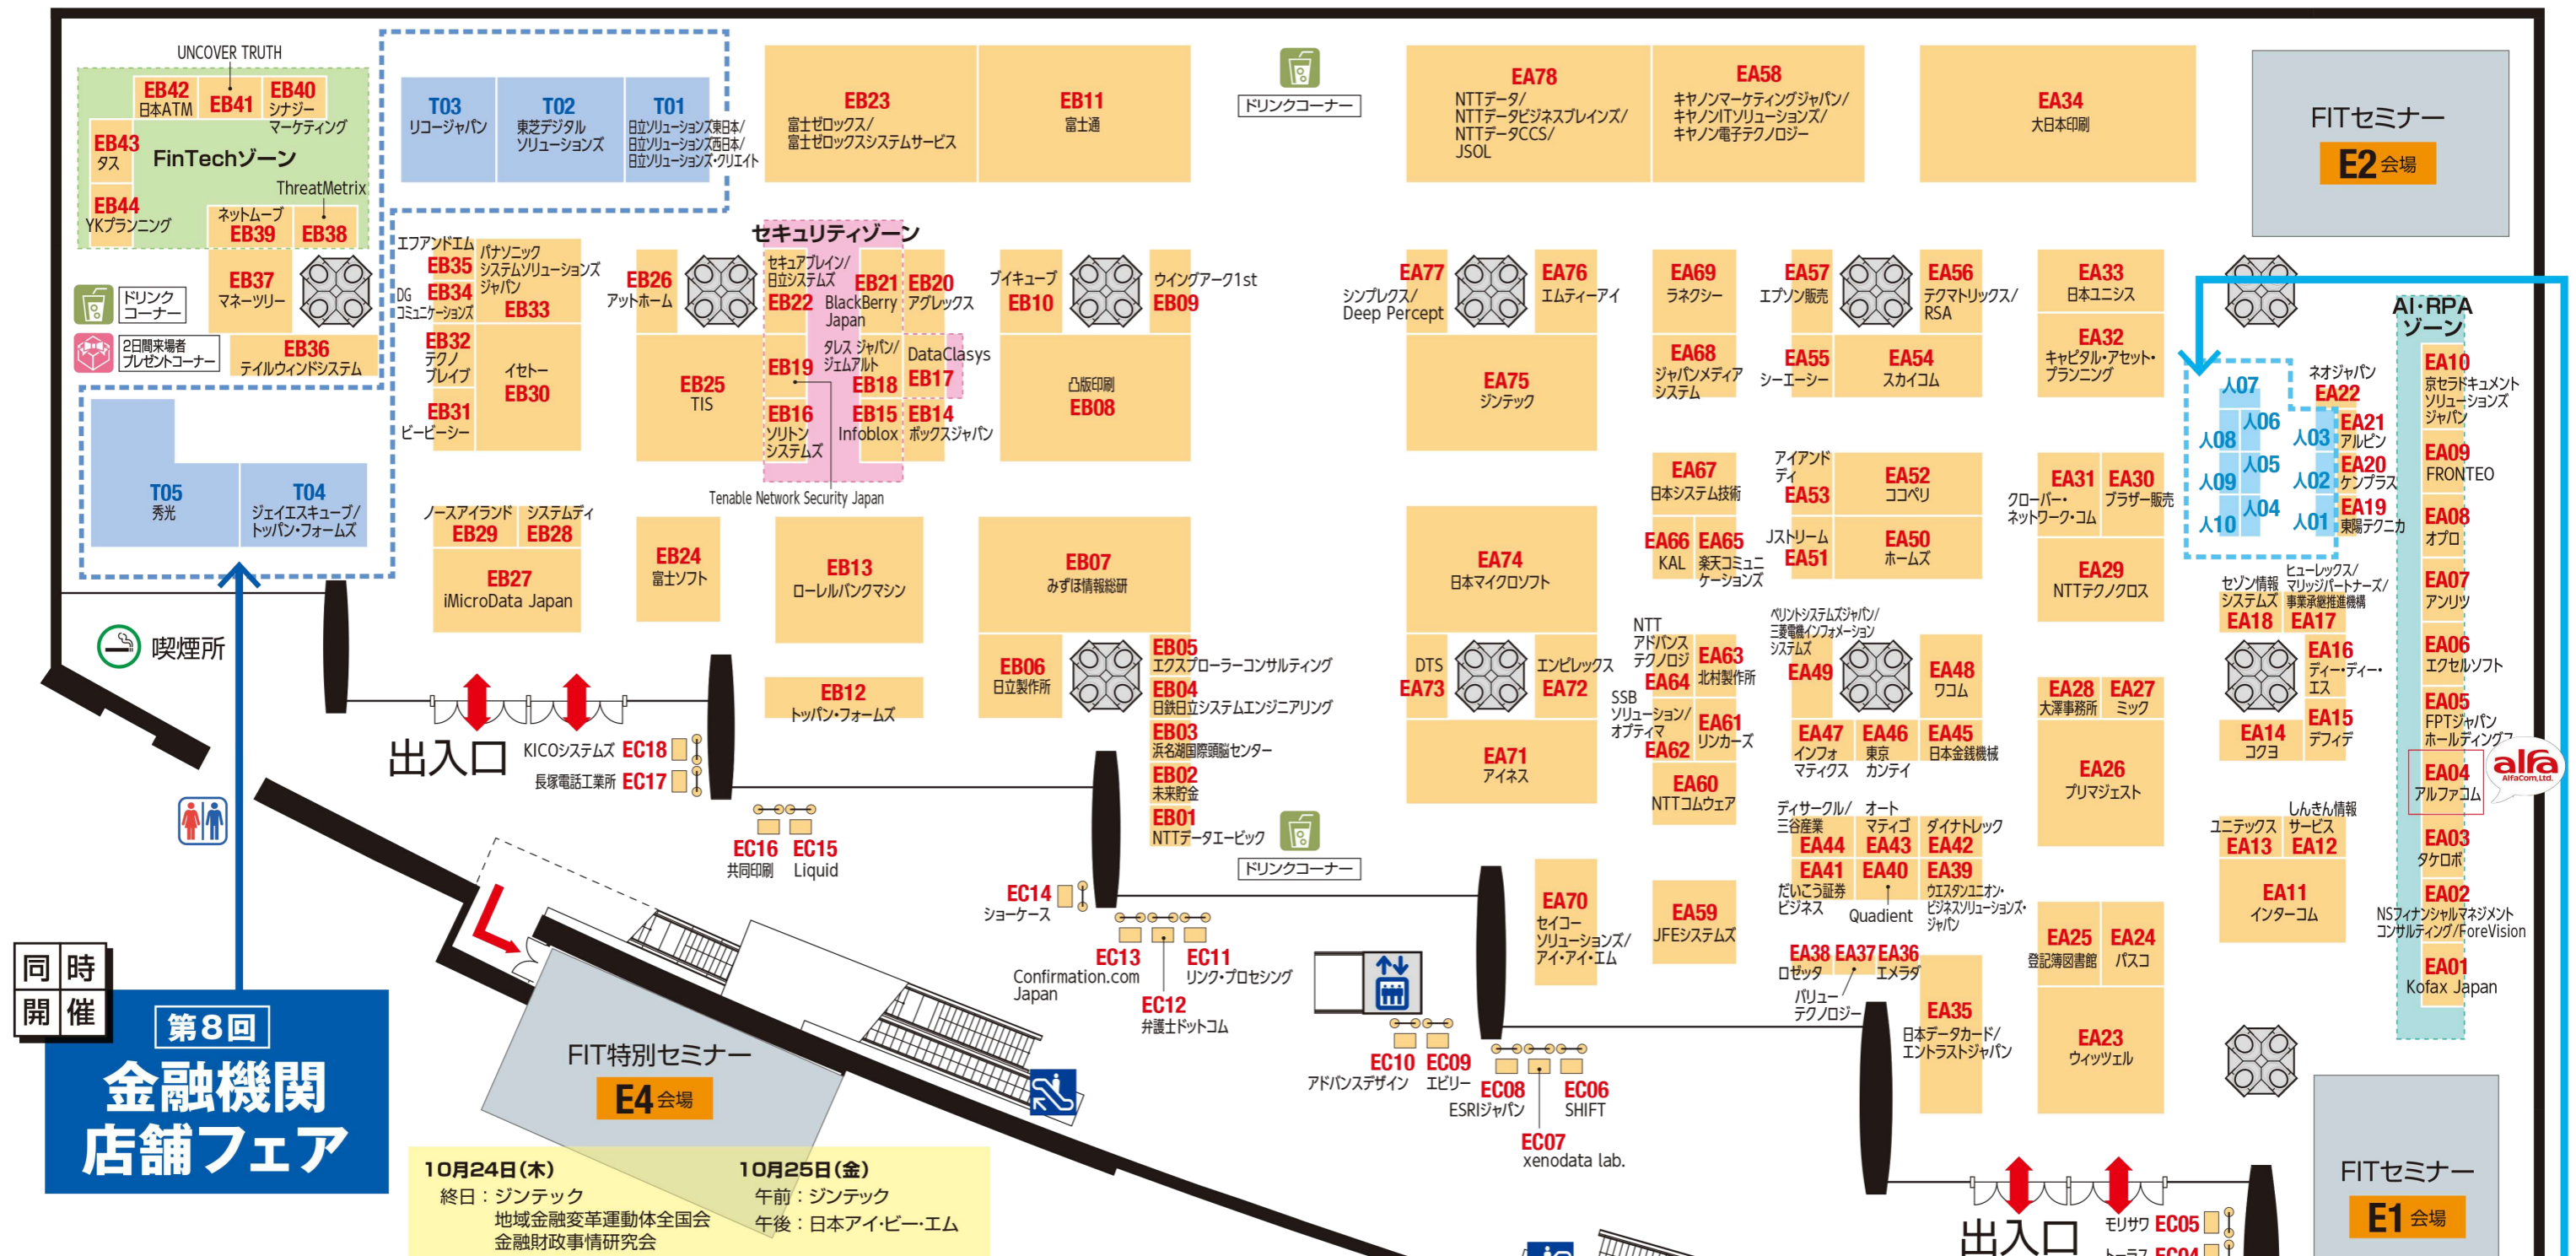 UNCOVER TRUTH
EB42
日本ATM
EB41
EB40
シナジー
マーケティング
EB43
タス
FinTechゾーン
ThreatMetrix
EB44
YKプランニング
ネットムーブ
EB39
EB38
EB37
マネーツリー
ドリンク
コーナー
2日間来場者
プレゼントコーナー
EB36
テイルウィンドシステム
T03
リコージャパン
T02
東芝デジタル
ソリューションズ
T01
日立ソリューションズ東日本/
日立ソリューションズ西日本/
日立ソリューションズ・クリエイト
T05
秀光
T04
ジェイエスキューブ/
トッパン・フォームズ
喫煙所
EB23
富士ゼロックス/
富士ゼロックスシステムサービス
EB11
富士通
ドリンクコーナー
EA78
NTTデータ/
NTTデータビジネスブレインズ/
NTTデータCCS/
JSOL
EA58
キヤノンマーケティングジャパン/
キヤノンITソリューションズ/
キヤノン電子テクノロジー
EA34
大日本印刷
FITセミナー
E2 会場
エフアンドエム
EB35
DG
コミュニケーションズ
EB34
パナソニック
システムソリューションズ
ジャパン
EB33
EB32
テクノ
ブレイブ
イセトー
EB30
EB31
ビービーシー
ノースアイランド
EB29
システムディ
EB28
EB27
iMicroData Japan
EB26
アットホーム
EB25
TIS
EB24
富士ソフト
セキュリティゾーン
セキュアブレイン/
日立システムズ
EB22
EB21
BlackBerry
Japan
EB20
アグレックス
EB19
タレス ジャパン/
ジェムアルト
EB18
DataClasys
EB17
EB16
ソリトン
システムズ
EB15
Infoblox
EB14
ボックスジャパン
Tenable Network Security Japan
EB13
ローレルバンクマシン
EB12
トッパン・フォームズ
ブイキューブ
EB10
ウイングアーク1st
EB09
凸版印刷
EB08
EB07
みずほ情報総研
EB06
日立製作所
EB05
エクスプローラーコンサルティング
EB04
日鉄日立システムエンジニアリング
EB03
浜名湖国際頭脳センター
EB02
未来貯金
EB01
NTTデータエービック
ドリンクコーナー
EA77
シンプレクス/
Deep Percept
EA76
エムティーアイ
EA75
ジンテック
EA74
日本マイクロソフト
DTS
EA73
エンピレックス
EA72
EA71
アイネス
EA70
セイコー
ソリューションズ/
アイ・アイ・エム
EA69
ラネクシー
EA68
ジャパンメディア
システム
EA67
日本システム技術
EA66
KAL
EA65
楽天コミュニ
ケーションズ
NTT
アドバンス
テクノロジ
EA64
EA63
北村製作所
SSB
ソリューション/
オプティマ
EA62
EA61
リンカーズ
EA60
NTTコムウェア
EA59
JFEシステムズ
EA57
エプソン販売
EA56
テクマトリックス/
RSA
EA55
シーエーシー
EA54
スカイコム
アイアンド
ディ
EA53
EA52
ココペリ
Jストリーム
EA51
EA50
ホームズ
ベリントシステムズジャパン/
三菱電機インフォメーション
システムズ
EA49
EA48
ワコム
EA47
インフォ
マティクス
EA46
東京
カンテイ
EA45
日本金銭機械
ディサークル/
三谷産業
EA44
オート
マティゴ
EA43
ダイナトレック
EA42
EA41
だいこう証券
ビジネス
EA40
Quadient
EA39
ウエスタンユニオン・
ビジネスソリューションズ・
ジャパン
EA38
ロゼッタ
EA37
バリュー
テクノロジー
EA36
エメラダ
EA35
日本データカード/
エントラストジャパン
EA33
日本ユニシス
EA32
キャピタル・アセット・
プランニング
EA31
クローバー・
ネットワーク・コム
EA30
ブラザー販売
EA29
NTTテクノクロス
EA28
大澤事務所
EA27
ミック
EA26
プリマジェスト
EA25
登記簿図書館
EA24
パスコ
EA23
ウィッツェル
人07
人06
人08
人03
人05
人09
人02
人04
人10
人01
ネオジャパン
EA22
EA21
アルピン
EA20
ケンプラス
EA19
東陽テクニカ
セゾン情報
システムズ
EA18
ヒューレックス/
マリッジパートナーズ/
事業承継推進機構
EA17
EA16
ディー・ディー・
エス
EA15
デフィデ
EA14
コクヨ
ユニテックス
EA13
しんきん情報
サービス
EA12
EA11
インターコム
AI・RPA
ゾーン
EA10
京セラドキュメント
ソリューションズ
ジャパン
EA09
FRONTEO
EA08
オプロ
EA07
アンリツ
EA06
エクセルソフト
EA05
FPTジャパン
ホールディングス
EA04
アルファコム
alfa
AlfaCom,Ltd.
EA03
タケロボ
EA02
NSフィナンシャルマネジメント
コンサルティング/ForeVision
EA01
Kofax Japan
出入口
KICOシステムズ EC18
長塚電話工業所 EC17
EC16
共同印刷
EC15
Liquid
EC14
ショーケース
EC13
Confirmation.com
Japan
EC12
弁護士ドットコム
EC11
リンク・プロセシング
EC10
アドバンスデザイン
EC09
エビリー
EC08
ESRIジャパン
EC07
xenodata lab.
EC06
SHIFT
出入口
モリサワ EC05
トーラス EC04
FITセミナー
E1 会場
同時
開催
第8回
金融機関
店舗フェア
FIT特別セミナー
E4 会場
10月24日(木)
終日：ジンテック
地域金融変革運動体全国会
金融財政事情研究会
10月25日(金)
午前：ジンテック
午後：日本アイ・ビー・エム